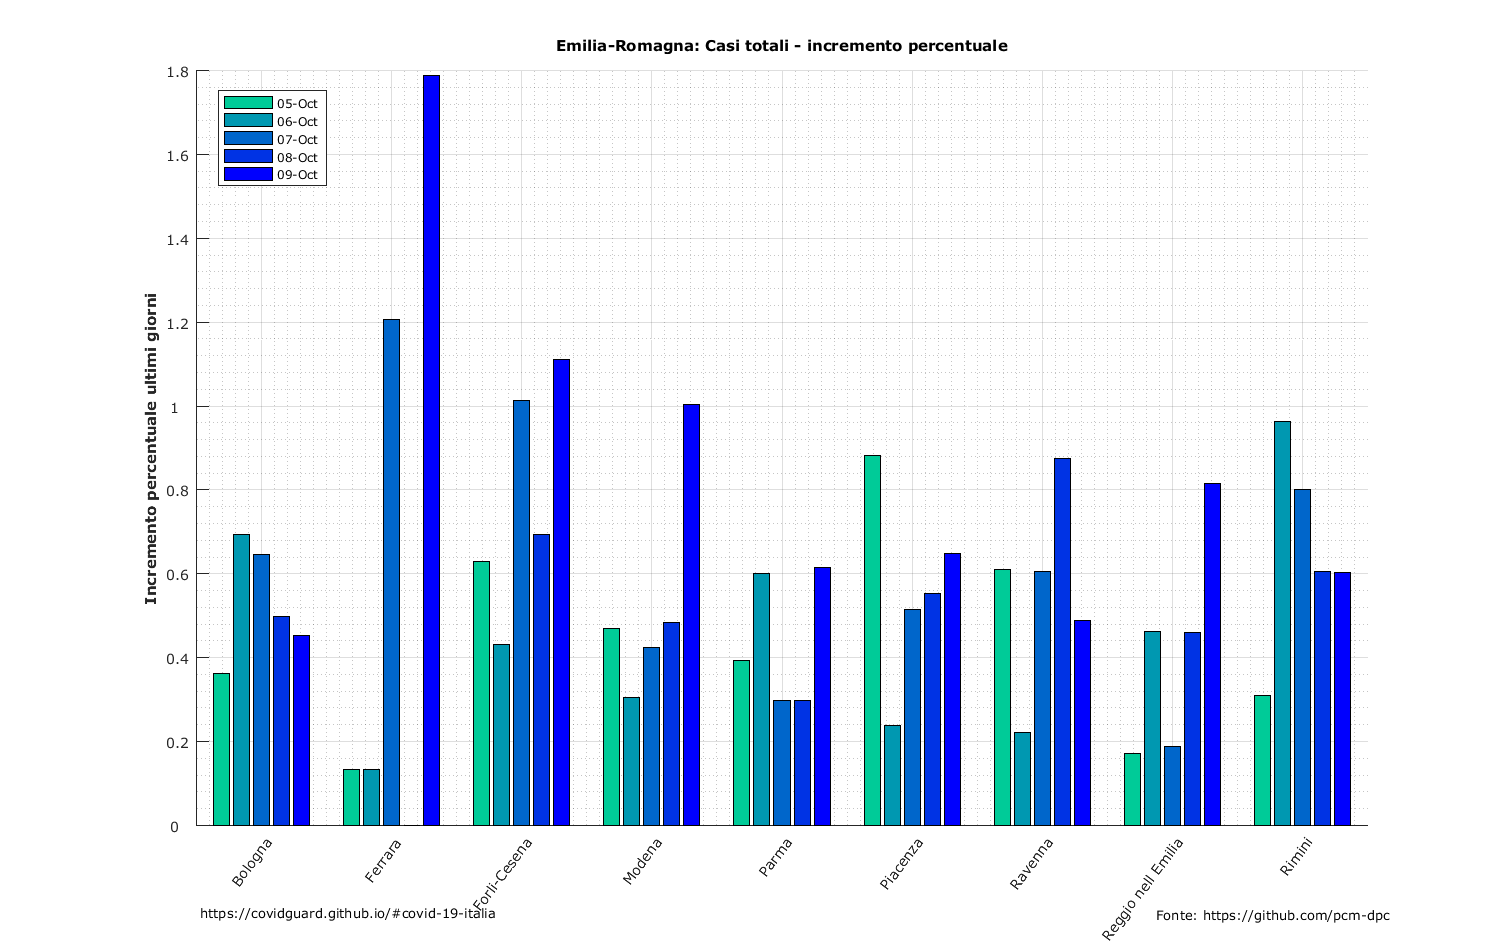 Emilia-Romagna: Casi totali - incremento percentuale
1.8
1.6
1.4
1.2
1
0.8
0.6
0.4
0.2
0
Incremento percentuale ultimi giorni
05-Oct
06-Oct
07-Oct
08-Oct
09-Oct
Bologna
Ferrara
Forlì-Cesena
Modena
Parma
Piacenza
Ravenna
Reggio nell Emilia
Rimini
https://covidguard.github.io/#covid-19-italia
Fonte: https://github.com/pcm-dpc